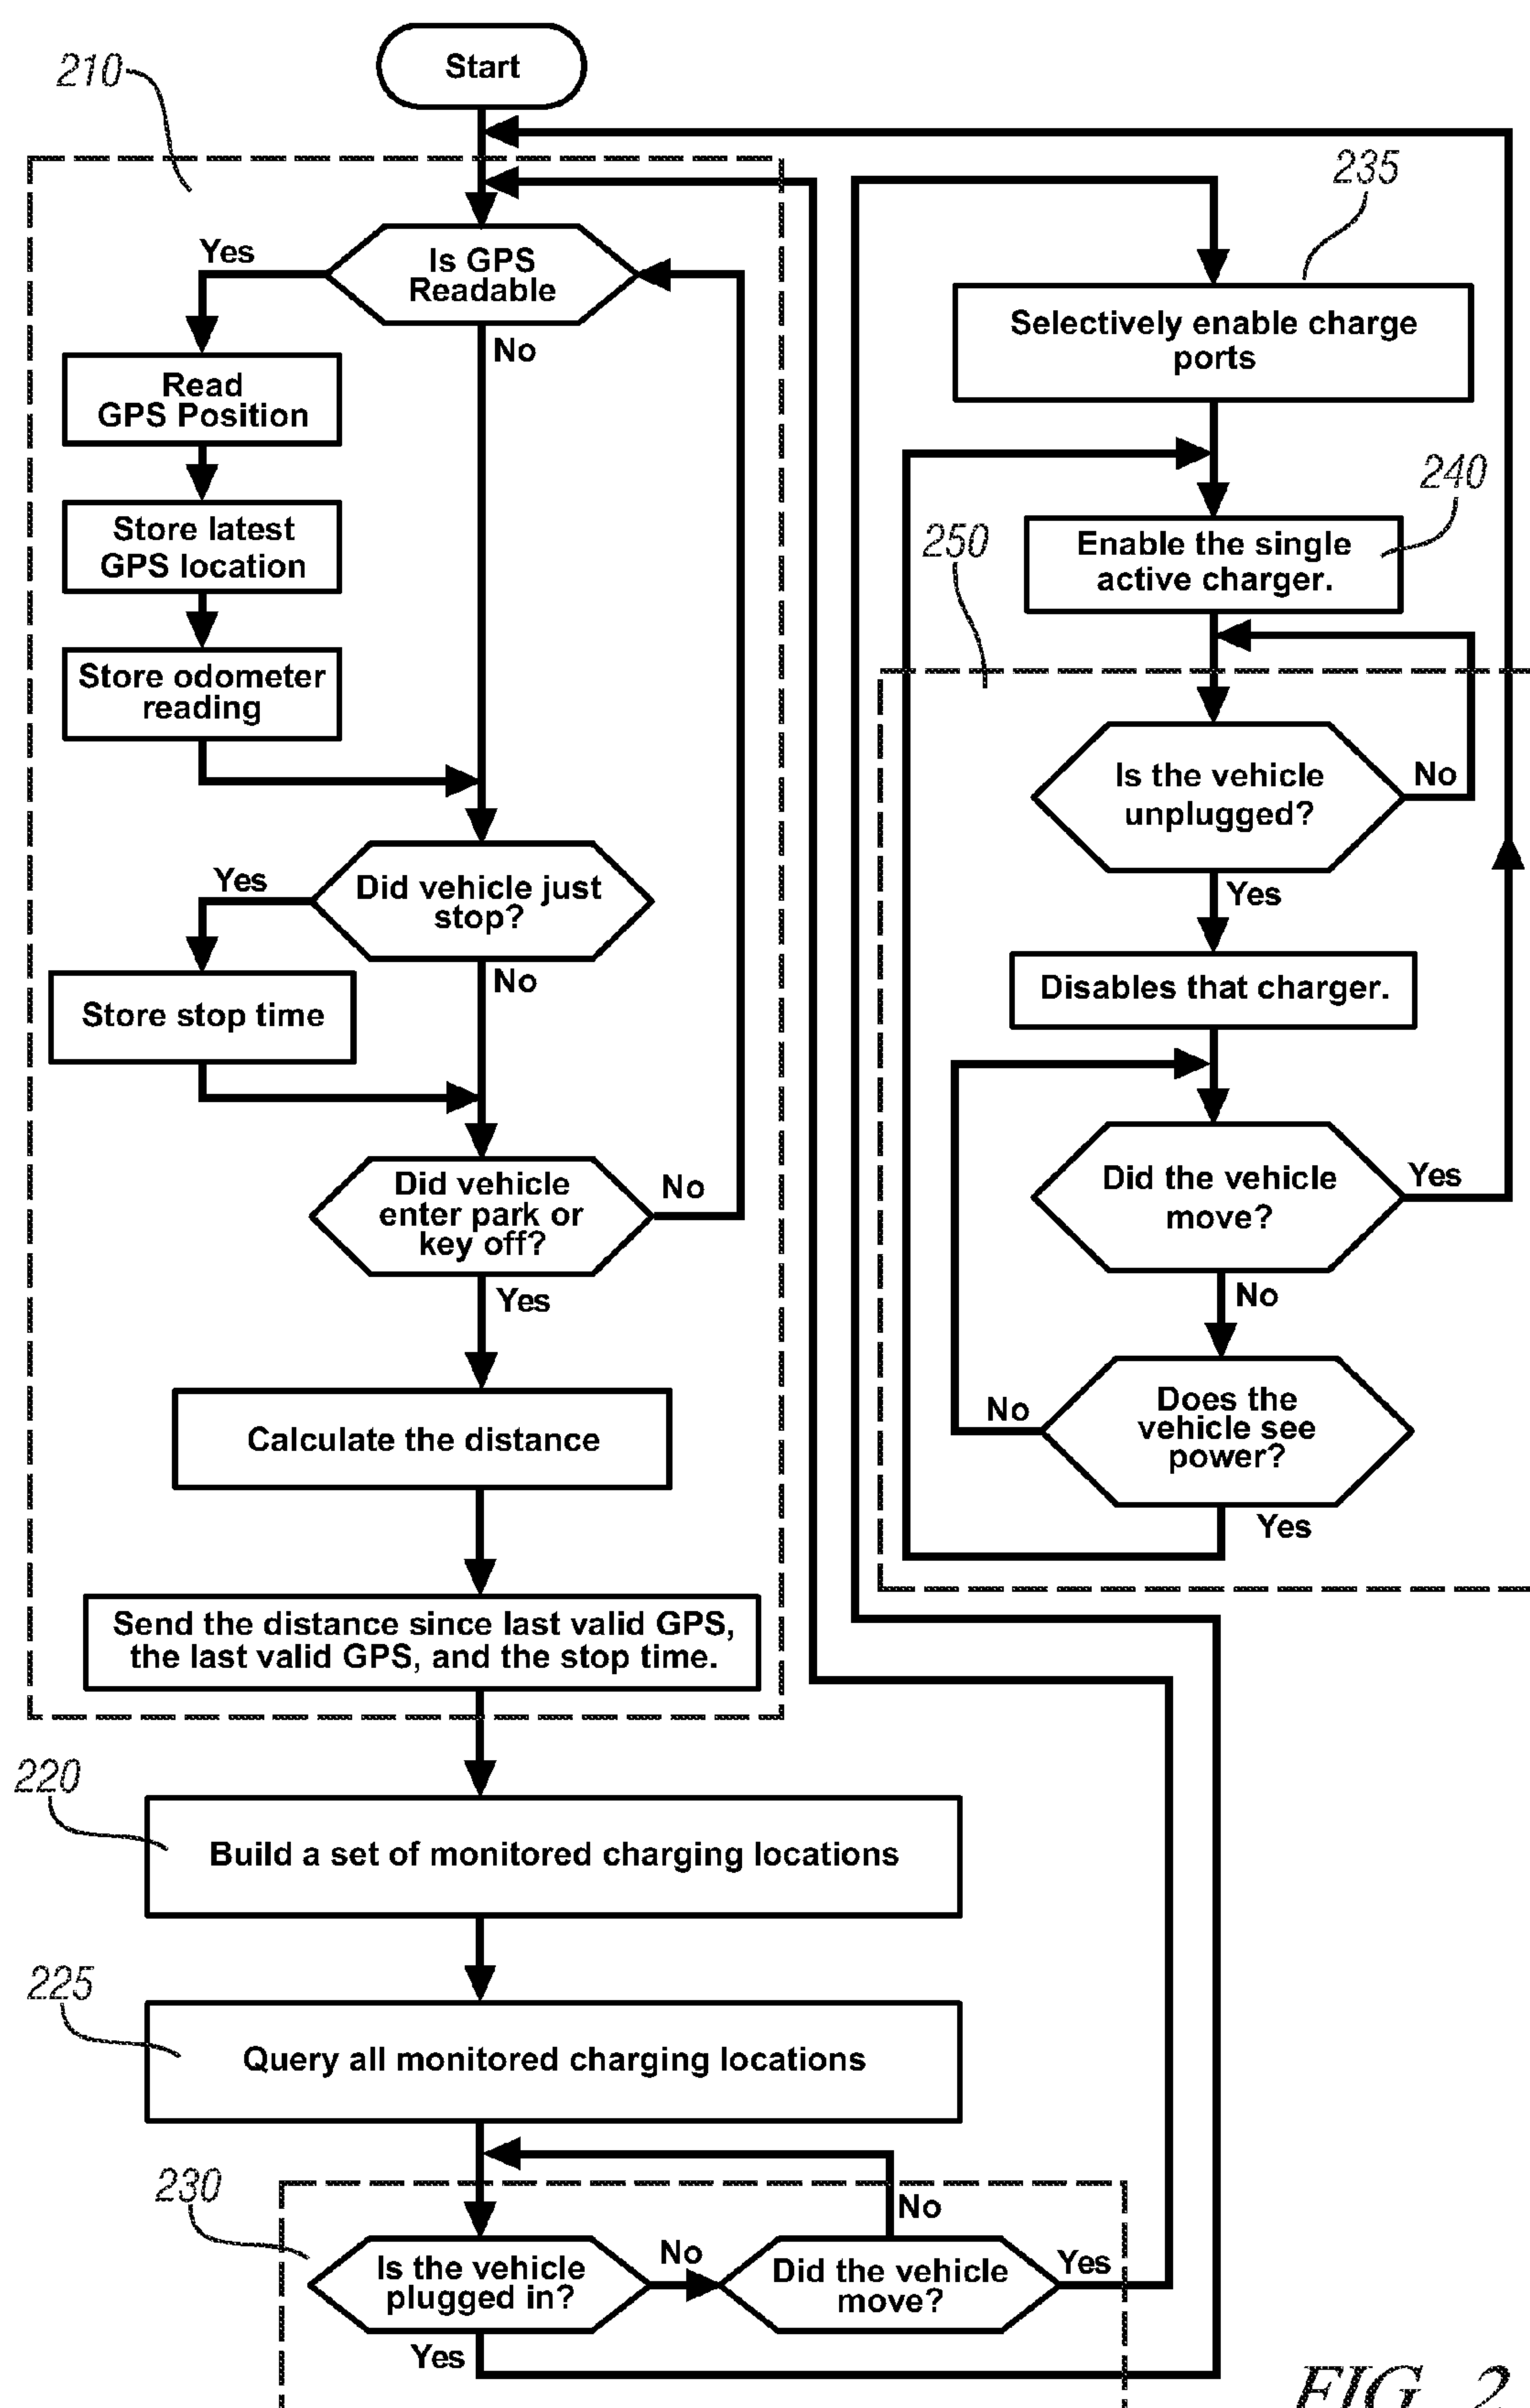 Start
210
Is GPS
Readable
Yes
No
Read
GPS Position
Store latest
GPS location
Store odometer
reading
Did vehicle just
stop?
Yes
No
Store stop time
Did vehicle
enter park or
key off?
No
Yes
Calculate the distance
Send the distance since last valid GPS,
the last valid GPS, and the stop time.
220
Build a set of monitored charging locations
225
Query all monitored charging locations
230
Is the vehicle
plugged in?
No
Yes
Did the vehicle
move?
No
Yes
235
Selectively enable charge
ports
240
Enable the single
active charger.
250
Is the vehicle
unplugged?
No
Yes
Disables that charger.
Did the vehicle
move?
Yes
No
Does the
vehicle see
power?
No
Yes
FIG. 2